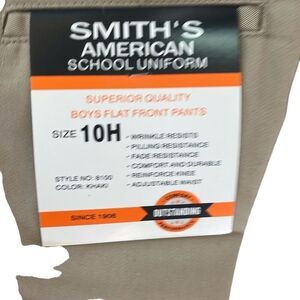 SMITH'S
AMERICAN
SCHOOL UNIFORM
SUPERIOR QUALITY
BOYS FLAT FRONT PANTS
SIZE 10H
- WRINKLE RESISTS
- PILLING RESISTANCE
- FADE RESISTANCE
- COMFORT AND DURABLE
- REINFORCE KNEE
- ADJUSTABLE WAIST
STYLE NO: 8100
COLOR: KHAKI
SINCE 1906
OUTSTANDING